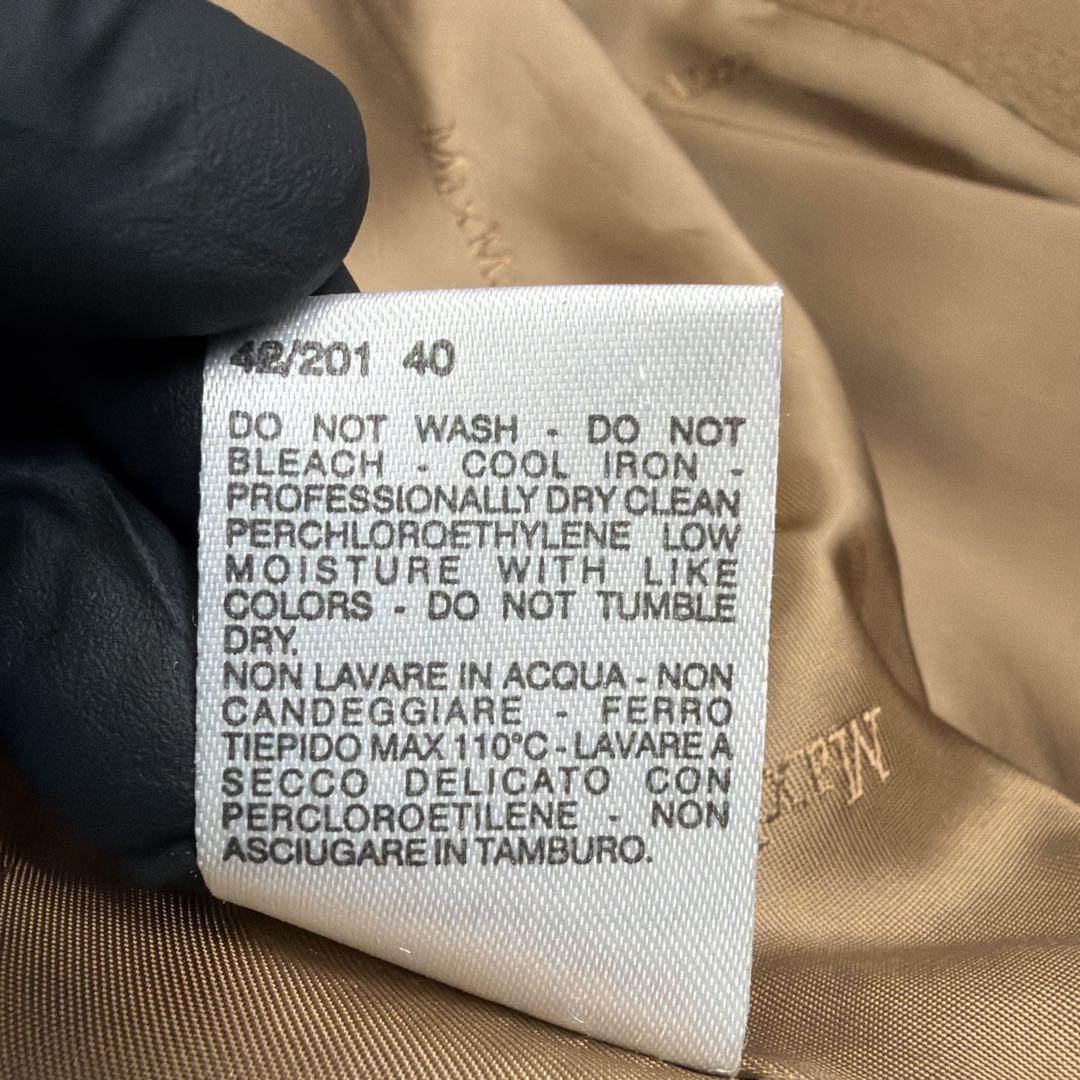 MaxM
42/201 40
DO NOT WASH - DO NOT
BLEACH - COOL IRON -
PROFESSIONALLY DRY CLEAN
PERCHLOROETHYLENE LOW
MOISTURE WITH LIKE
COLORS - DO NOT TUMBLE
DRY.
NON LAVARE IN ACQUA - NON
CANDEGGIARE - FERRO
TIEPIDO MAX 110°C - LAVARE A
SECCO DELICATO CON
PERCLOROETILENE - NON
ASCIUGARE IN TAMBURO.
Max